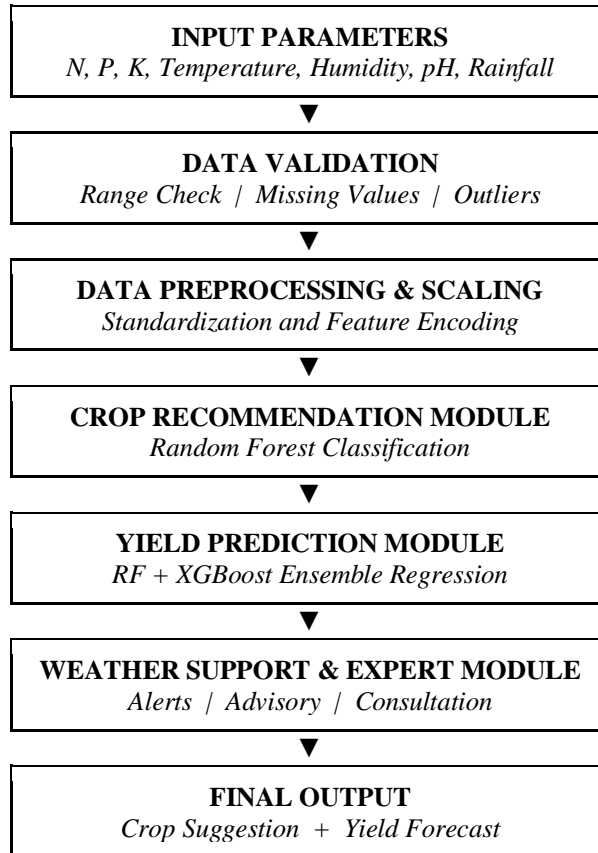 INPUT PARAMETERS
N, P, K, Temperature, Humidity, pH, Rainfall
DATA VALIDATION
Range Check | Missing Values | Outliers
DATA PREPROCESSING & SCALING
Standardization and Feature Encoding
CROP RECOMMENDATION MODULE
Random Forest Classification
YIELD PREDICTION MODULE
RF + XGBoost Ensemble Regression
WEATHER SUPPORT & EXPERT MODULE
Alerts | Advisory | Consultation
FINAL OUTPUT
Crop Suggestion + Yield Forecast